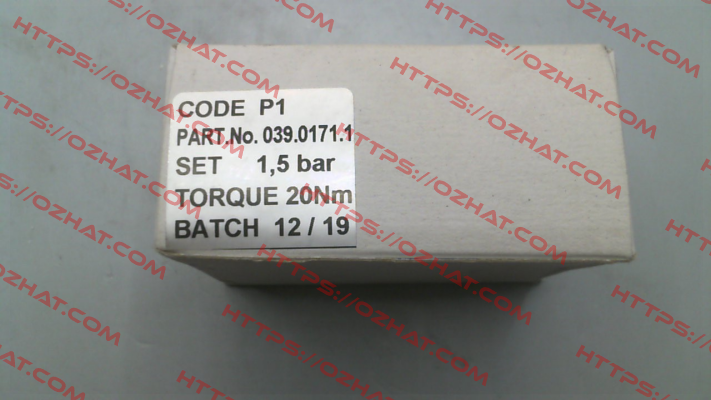 CODE P1
PART.No. 039.0171.1
SET 1,5 bar
TORQUE 20Nm
BATCH 12 / 19
HTTPS://OZHAT.COM